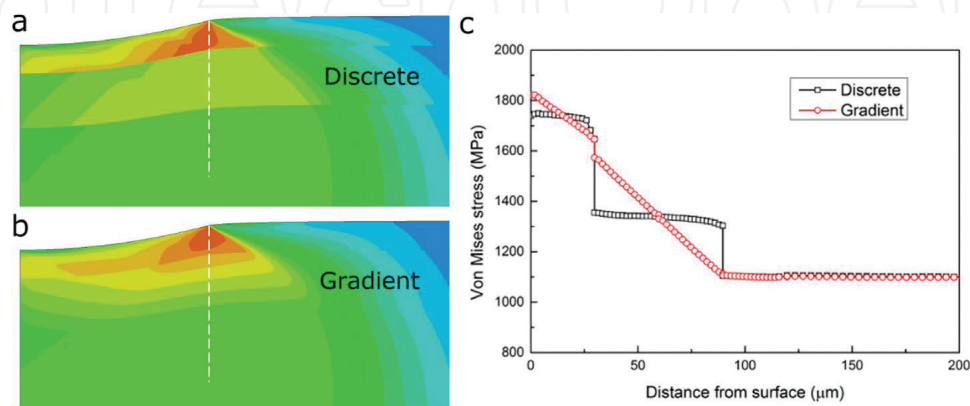 a
Discrete
b
Gradient
c
2000
1800
1600
1400
1200
1000
800
Von Mises stress (MPa)
Discrete
Gradient
0
50
100
150
200
Distance from surface (μm)